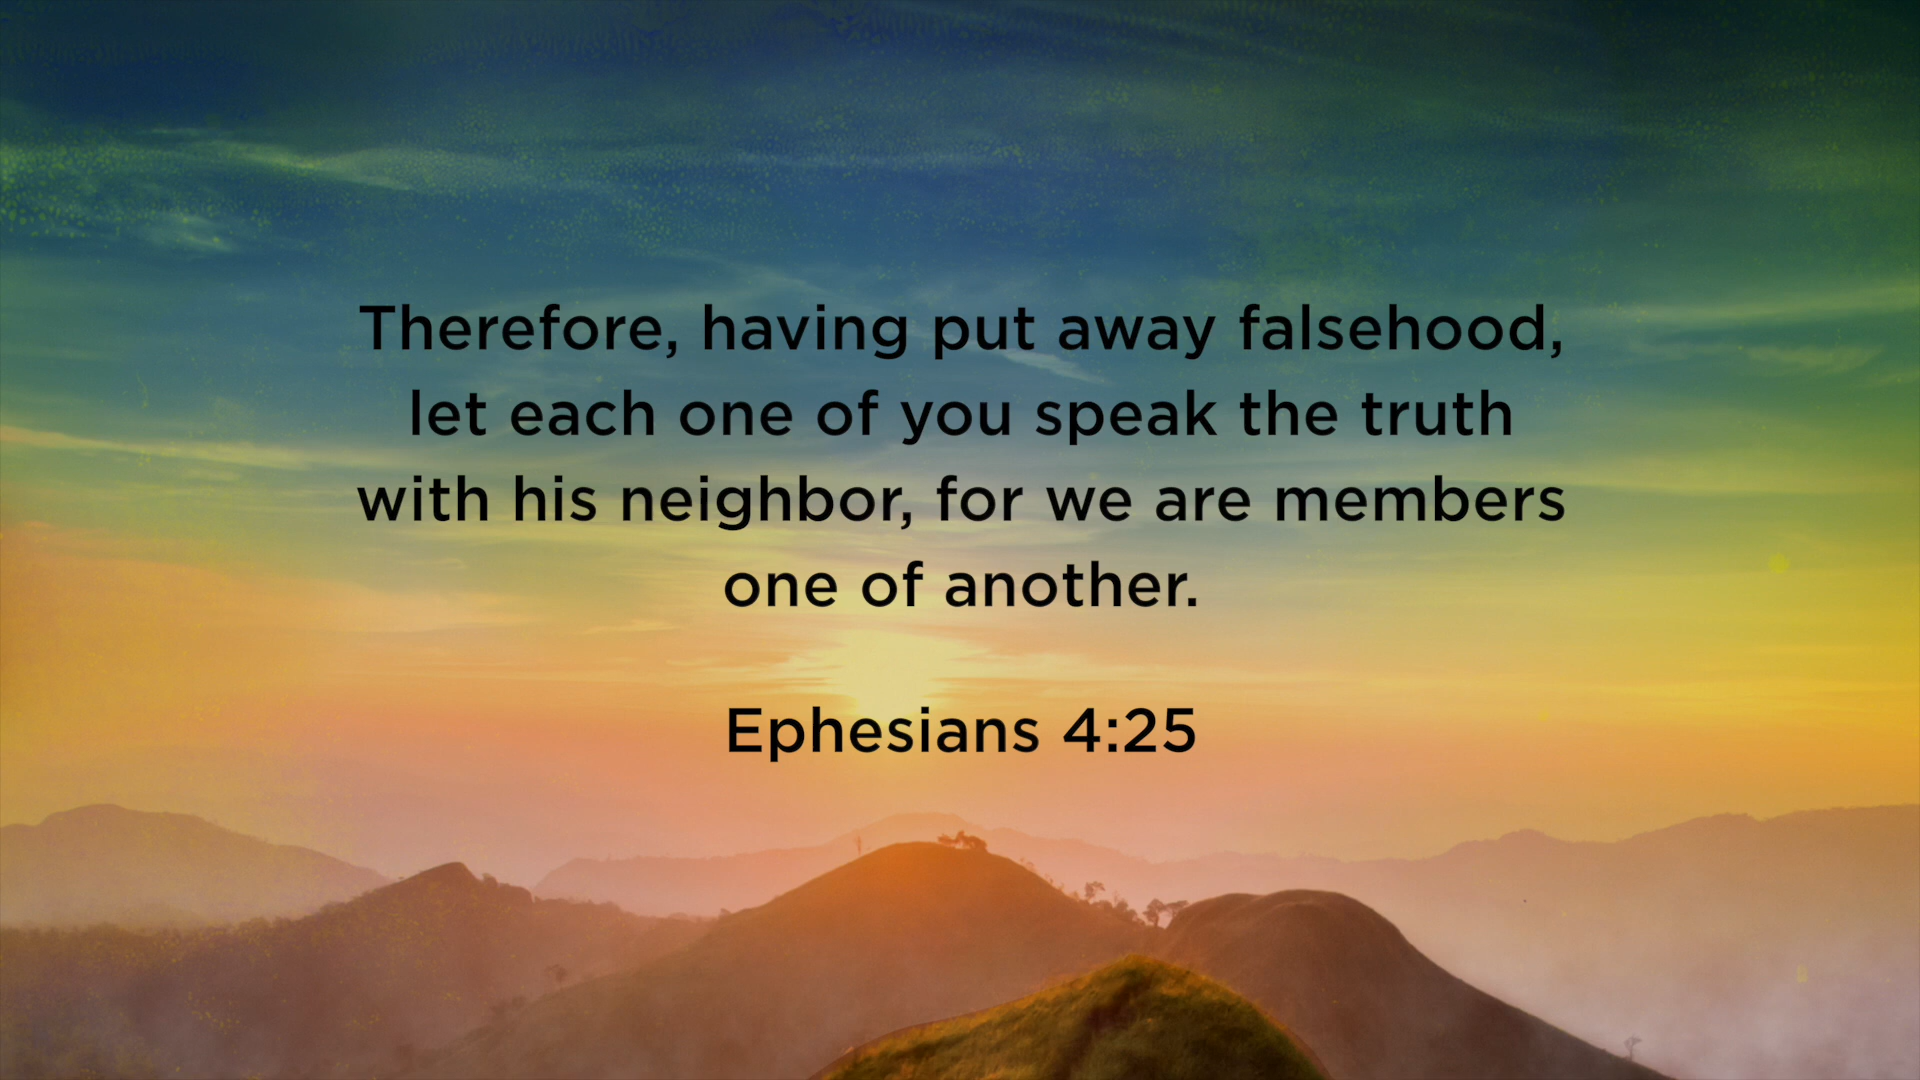 Therefore, having put away falsehood,
let each one of you speak the truth
with his neighbor, for we are members
one of another.
Ephesians 4:25